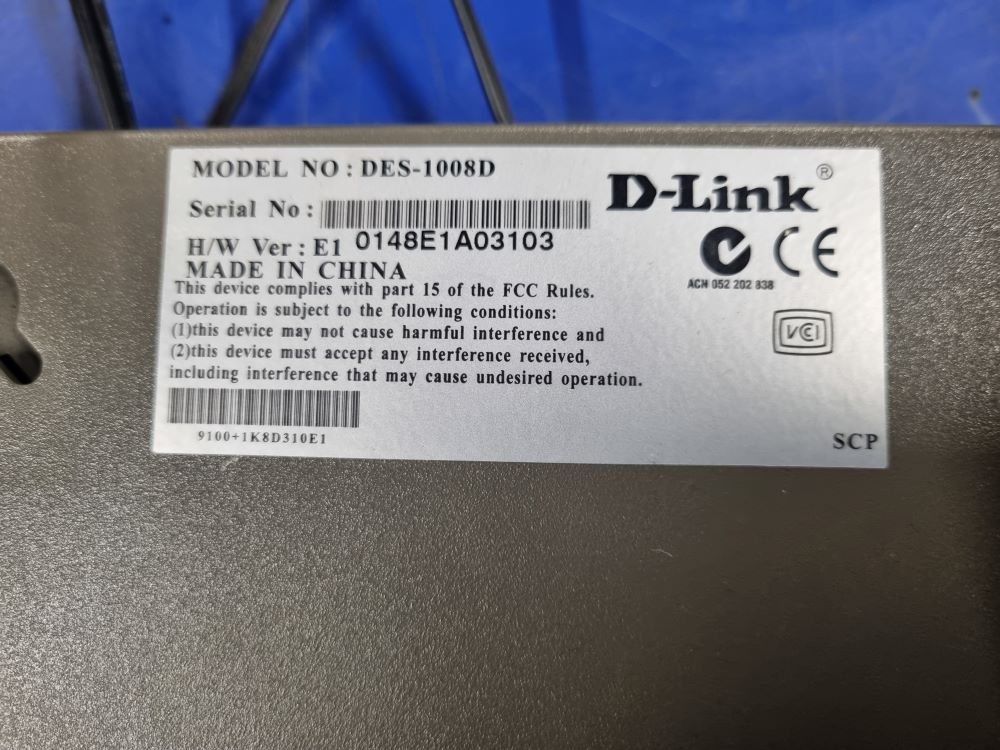 MODEL NO : DES-1008D
D-Link®
Serial No :
H/W Ver : E1 0148E1A03103
CE
MADE IN CHINA
ACN 052 202 838
This device complies with part 15 of the FCC Rules.
Operation is subject to the following conditions:
(1)this device may not cause harmful interference and
(2)this device must accept any interference received,
including interference that may cause undesired operation.
VCI
9100+1K8D310E1
SCP